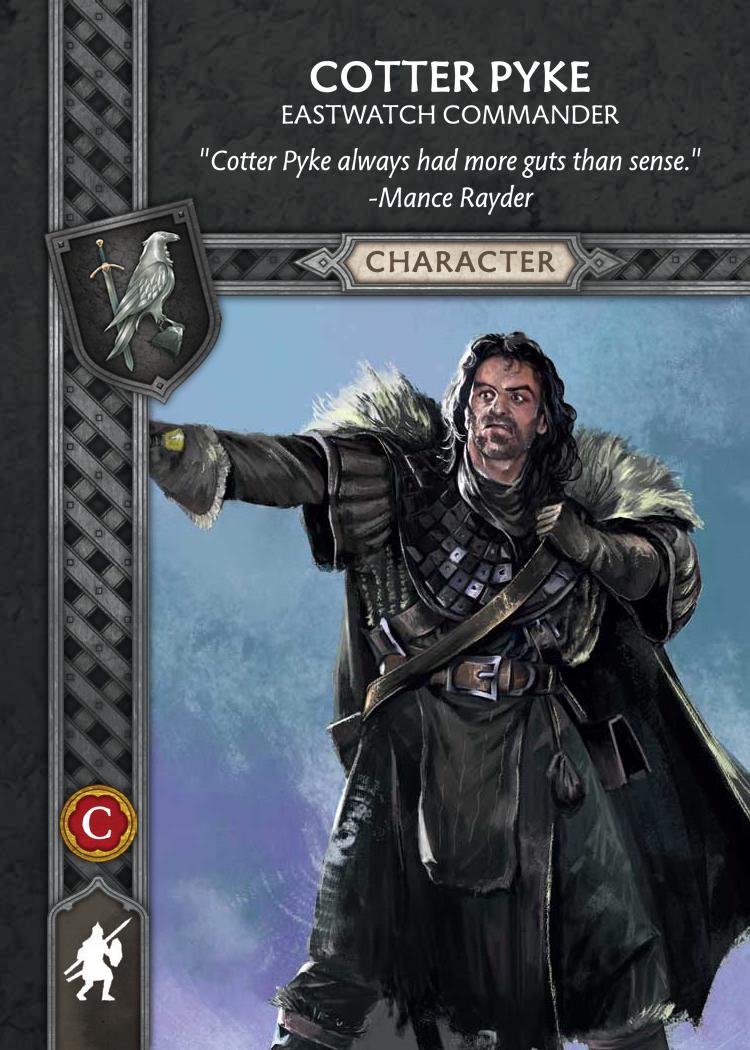 COTTER PYKE
EASTWATCH COMMANDER
"Cotter Pyke always had more guts than sense."
-Mance Rayder
CHARACTER
C